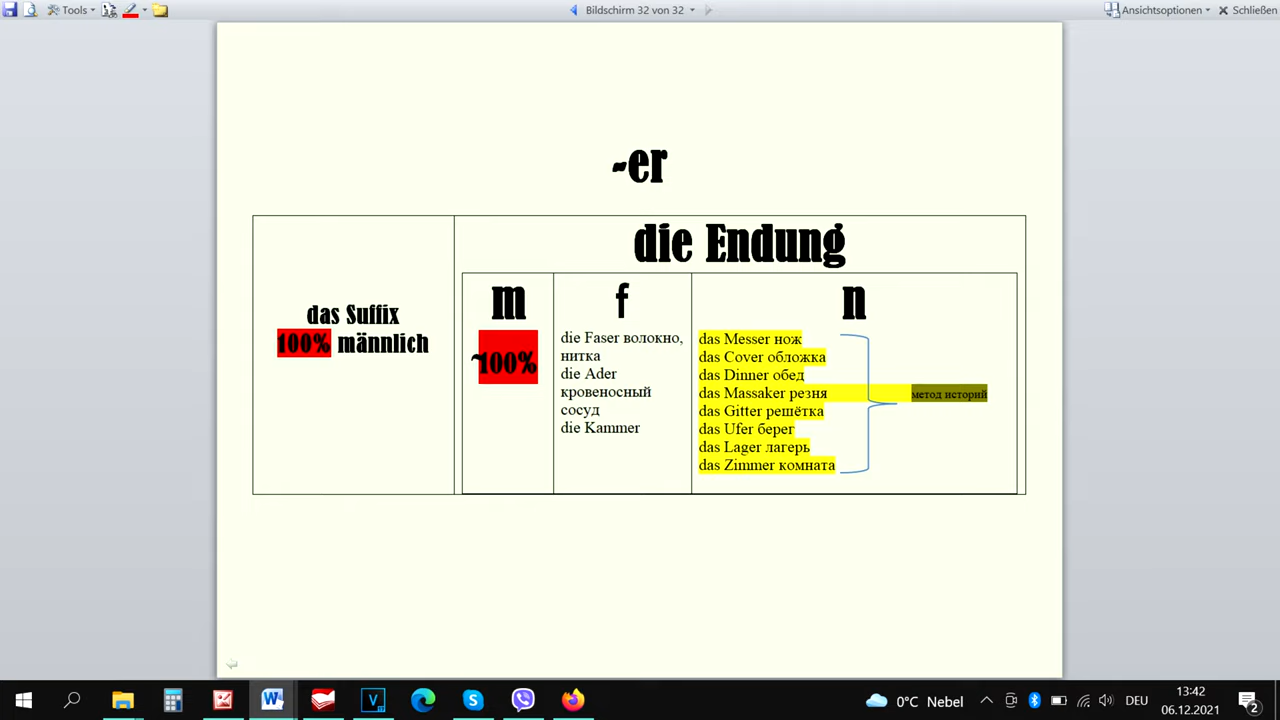 Tools
Bildschirm 32 von 32
Ansichtsoptionen
Schließen
-er
die Endung
das Suffix
100% männlich
m
f
n
~100%
die Faser волокно,
нитка
die Ader
кровеносный
сосуд
die Kammer
das Messer нож
das Cover обложка
das Dinner обед
das Massaker резня
das Gitter решётка
das Ufer берег
das Lager лагерь
das Zimmer комната
метод историй
0°C Nebel
DEU
13:42
06.12.2021
2